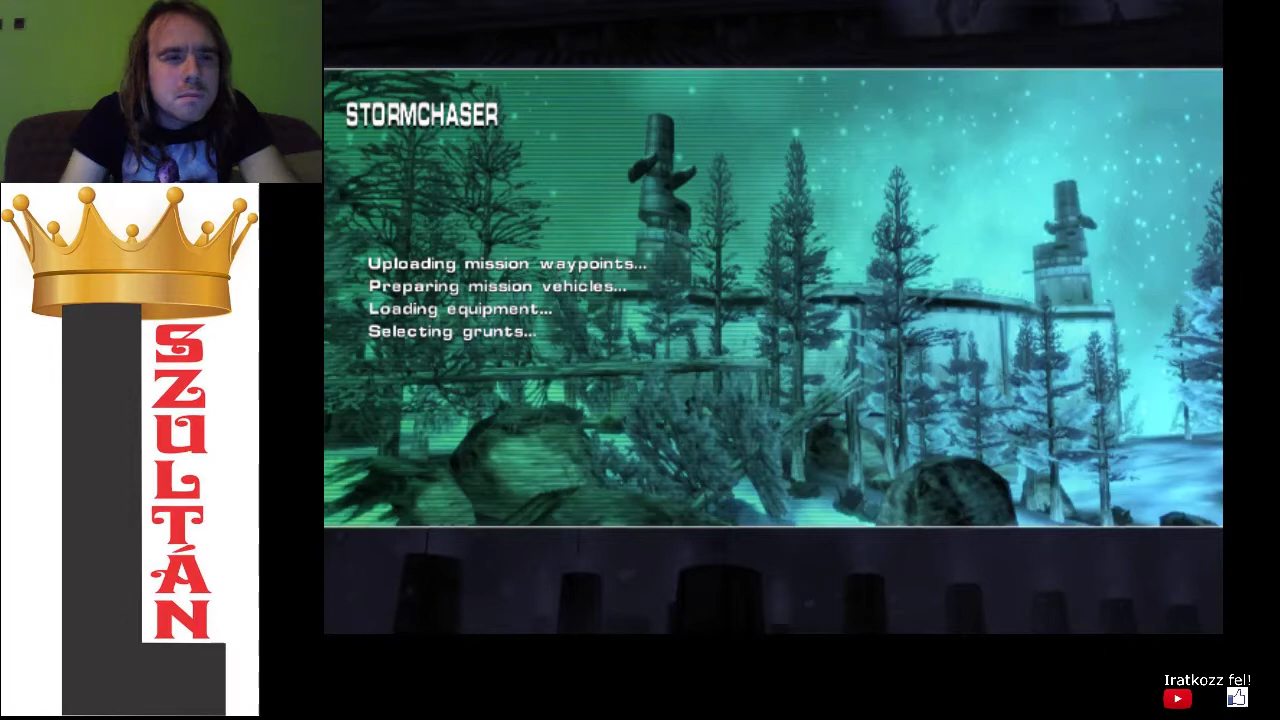 STORMCHASER
Uploading mission waypoints...
Preparing mission vehicles...
Loading equipment...
Selecting grunts...
L
SZULTÁN
Iratkozz fel!